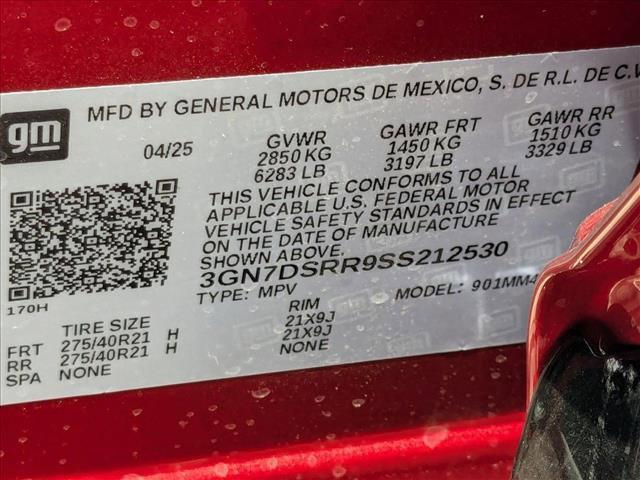 gm
MFD BY GENERAL MOTORS DE MEXICO, S. DE R.L. DE C.V
04/25 GVWR GAWR FRT GAWR RR
2850 KG 1450 KG 1510 KG
6283 LB 3197 LB 3329 LB
THIS VEHICLE CONFORMS TO ALL
APPLICABLE U.S. FEDERAL MOTOR
VEHICLE SAFETY STANDARDS IN EFFECT
ON THE DATE OF MANUFACTURE
SHOWN ABOVE.
3GN7DSRR9SS212530
TYPE: MPV MODEL: 901MM4
170H
TIRE SIZE RIM
FRT 275/40R21 H 21X9J
RR 275/40R21 H 21X9J
SPA NONE NONE